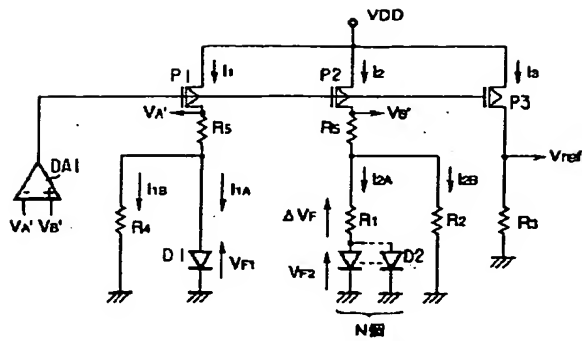 VDD
P1
I1
P2
I2
I3
P3
VA'
VB'
R5
R5
DA1
- +
VA' VB'
I1B
I1A
I2A
I2B
Vref
R4
ΔVF
R1
R2
R3
D1
VF1
VF2
D2
N個